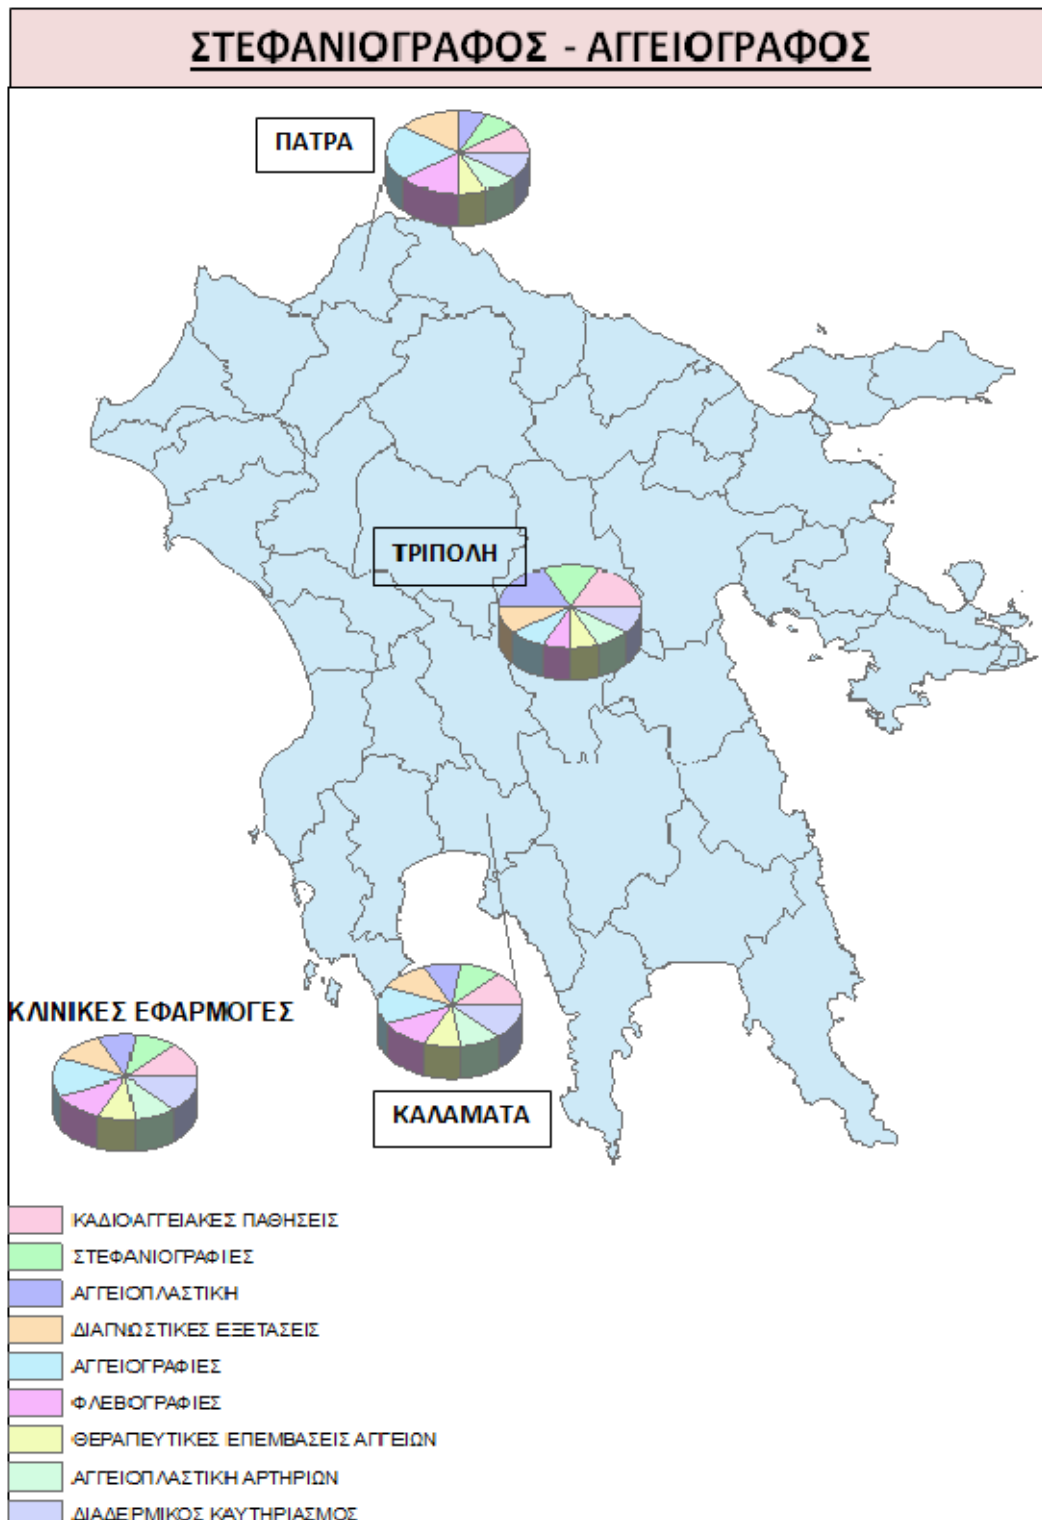 ΣΤΕΦΑΝΙΟΓΡΑΦΟΣ - ΑΓΓΕΙΟΓΡΑΦΟΣ
ΠΑΤΡΑ
ΤΡΙΠΟΛΗ
ΚΛΙΝΙΚΕΣ ΕΦΑΡΜΟΓΕΣ
ΚΑΛΑΜΑΤΑ
ΚΑΔΙΟΑΓΓΕΙΑΚΕΣ ΠΑΘΗΣΕΙΣ
ΣΤΕΦΑΝΙΟΓΡΑΦΙΕΣ
ΑΓΓΕΙΟΠΛΑΣΤΙΚΗ
ΔΙΑΓΝΩΣΤΙΚΕΣ ΕΞΕΤΑΣΕΙΣ
ΑΓΓΕΙΟΓΡΑΦΙΕΣ
ΦΛΕΒΟΓΡΑΦΙΕΣ
ΘΕΡΑΠΕΥΤΙΚΕΣ ΕΠΕΜΒΑΣΕΙΣ ΑΓΓΕΙΩΝ
ΑΓΓΕΙΟΠΛΑΣΤΙΚΗ ΑΡΤΗΡΙΩΝ
ΔΙΑΔΕΡΜΙΚΟΣ ΚΑΥΤΗΡΙΑΣΜΟΣ